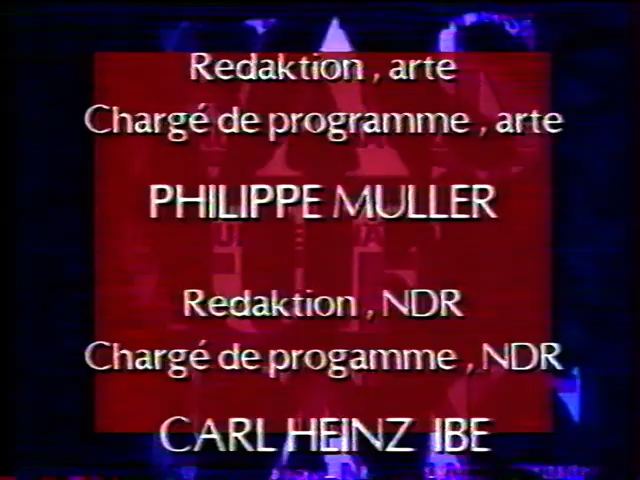 Redaktion , arte
Chargé de programme , arte
PHILIPPE MULLER
Redaktion , NDR
Chargé de progamme , NDR
CARL HEINZ IBE